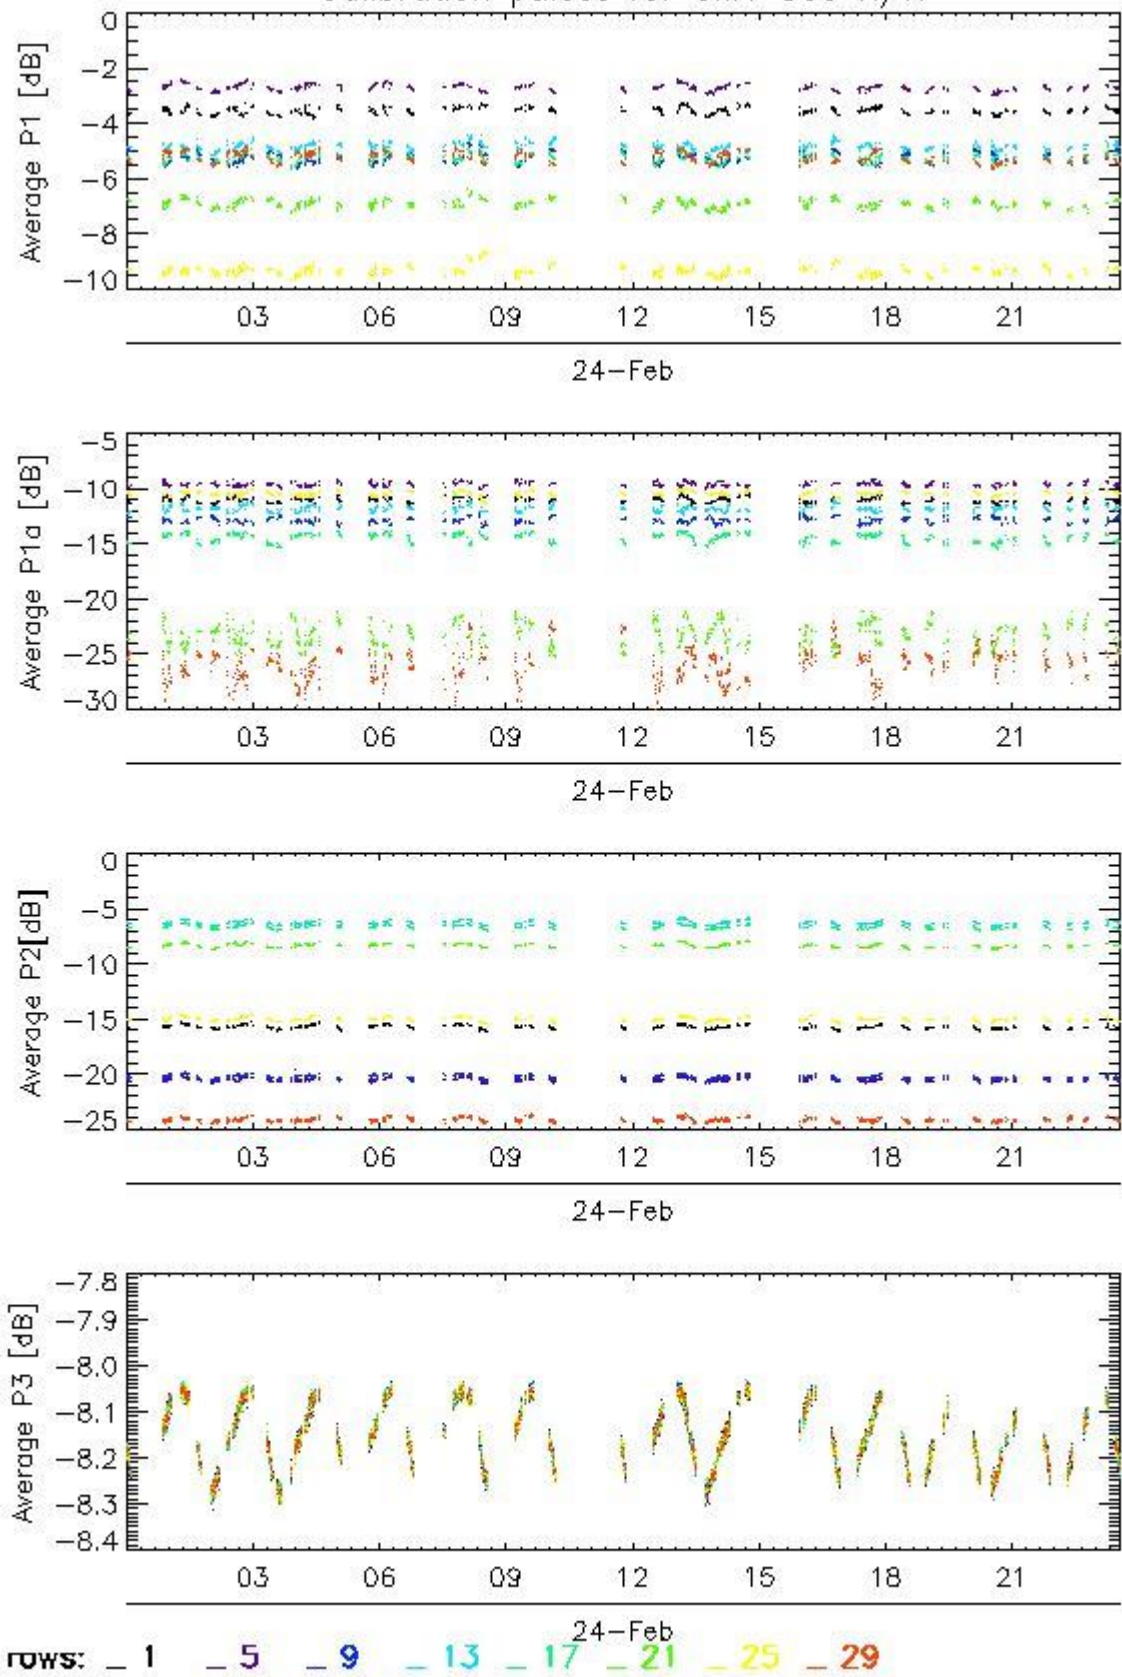 0
-2
-4
-6
-8
-10
Average P1 [dB]
03 06 09 12 15 18 21
24-Feb
-5
-10
-15
-20
-25
-30
Average P1a [dB]
03 06 09 12 15 18 21
24-Feb
0
-5
-10
-15
-20
-25
Average P2[dB]
03 06 09 12 15 18 21
24-Feb
-7.8
-7.9
-8.0
-8.1
-8.2
-8.3
-8.4
Average P3 [dB]
03 06 09 12 15 18 21
24-Feb
rows: _ 1 _ 5 _ 9 _ 13 _ 17 _ 21 _ 25 _ 29